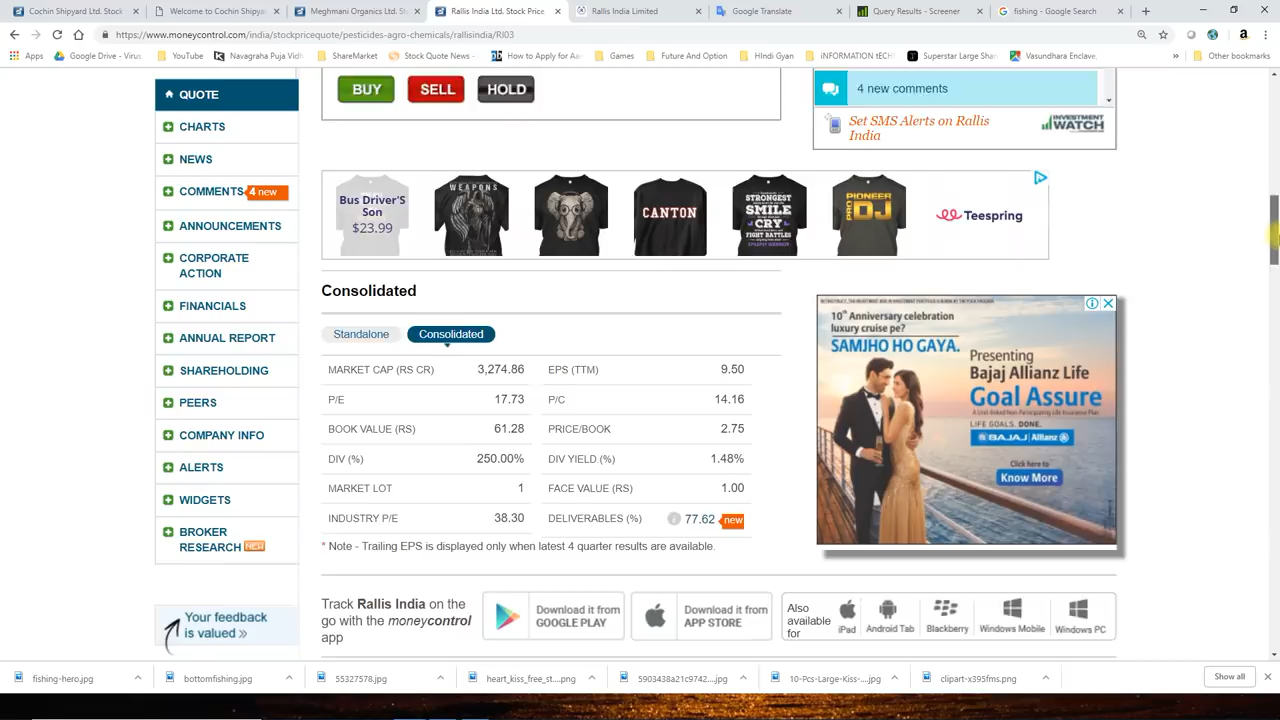 Cochin Shipyard Ltd. Stock
Welcome to Cochin Shipyar
Meghmani Organics Ltd. St
Rallis India Ltd. Stock Price
Rallis India Limited
Google Translate
Query Results - Screener
fishing - Google Search
https://www.moneycontrol.com/india/stockpricequote/pesticides-agro-chemicals/rallisindia/RI03
Apps
Google Drive - Virus
YouTube
Navagraha Puja Vidh
ShareMarket
Stock Quote News -
How to Apply for
Games
Future And Option
HIndi Gyan
iNFORMATION tECH
Superstar Large Shar
Vasundhara Enclave,
Other bookmarks
QUOTE
CHARTS
NEWS
COMMENTS 4 new
ANNOUNCEMENTS
CORPORATE
ACTION
FINANCIALS
ANNUAL REPORT
SHAREHOLDING
PEERS
COMPANY INFO
ALERTS
WIDGETS
BROKER
RESEARCH NEW
Your feedback
is valued »
BUY SELL HOLD
4 new comments
Set SMS Alerts on Rallis
India
INVESTMENT
WATCH
Bus Driver'S
Son
$23.99
WEAPONS
CANTON
STRONGEST
SMILE
CRY
FIGHT BATTLES
PRO PIONEER
DJ
Teespring
Consolidated
Standalone Consolidated
MARKET CAP (RS CR) 3,274.86 EPS (TTM) 9.50
P/E 17.73 P/C 14.16
BOOK VALUE (RS) 61.28 PRICE/BOOK 2.75
DIV (%) 250.00% DIV YIELD.(%) 1.48%
MARKET LOT 1 FACE VALUE (RS) 1.00
INDUSTRY P/E 38.30 DELIVERABLES (%) 77.62 new
* Note - Trailing EPS is displayed only when latest 4 quarter results are available.
10th Anniversary celebration
luxury cruise pe?
SAMJHO HO GAYA.
Presenting
Bajaj Allianz Life
Goal Assure
A Unit-linked Non-Participating Life Insurance Plan
LIFE GOALS. DONE.
BAJAJ Allianz
Click here to
Know More
Track Rallis India on the
go with the moneycontrol
app
Download it from
GOOGLE PLAY
Download it from
APP STORE
Also
available
for
iPad
Android Tab
Blackberry
Windows Mobile
Windows PC
fishing-hero.jpg
bottomfishing.jpg
55327578.jpg
heart_kiss_free_st....png
5903438a21c9742....jpg
10-Pcs-Large-Kiss-....jpg
clipart-x395fms.png
Show all